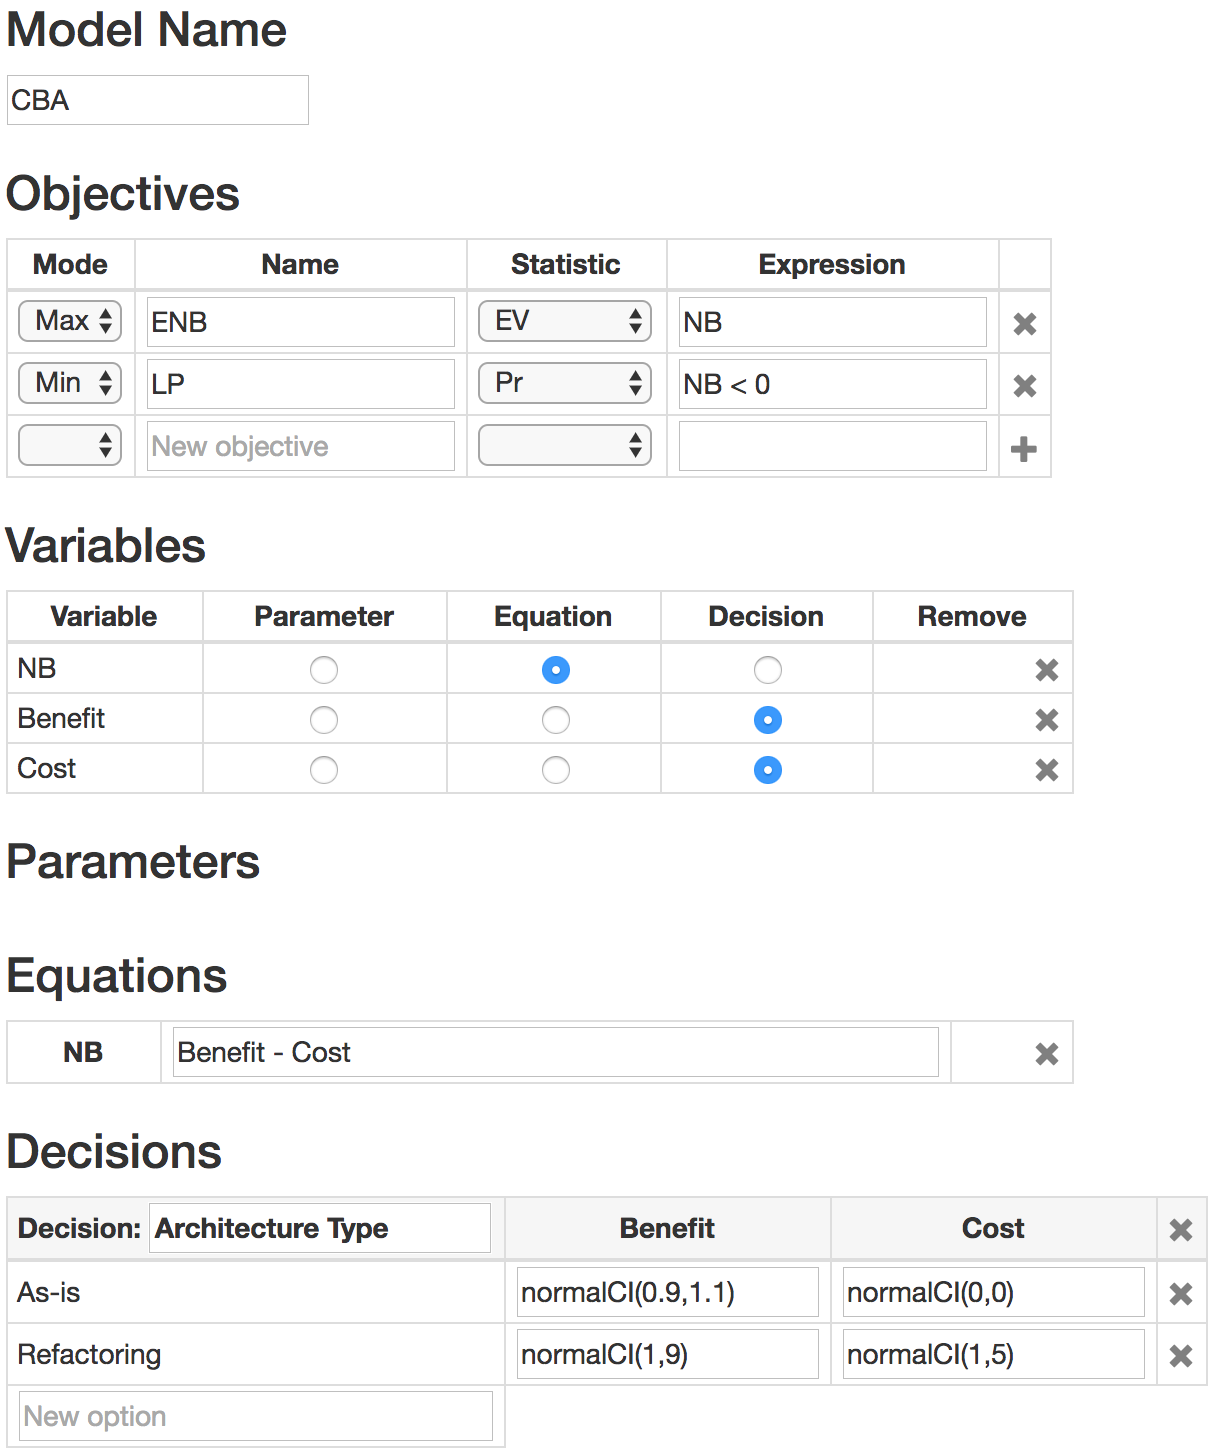 Model Name
CBA
Objectives
Mode Name Statistic Expression
Max ENB EV NB
Min LP Pr NB < 0
New objective
Variables
Variable Parameter Equation Decision Remove
NB
Benefit
Cost
Parameters
Equations
NB Benefit - Cost
Decisions
Decision: Architecture Type Benefit Cost
As-is normalCI(0.9,1.1) normalCI(0,0)
Refactoring normalCI(1,9) normalCI(1,5)
New option